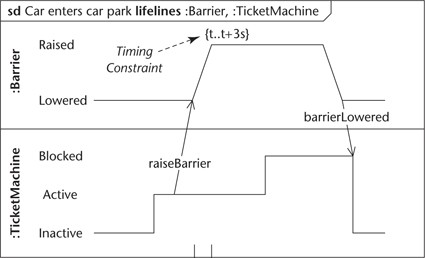 sd Car enters car park lifelines :Barrier, :TicketMachine
{t..t+3s}
Raised
Timing
Constraint
:Barrier
Lowered
barrierLowered
Blocked
raiseBarrier
:TicketMachine
Active
Inactive